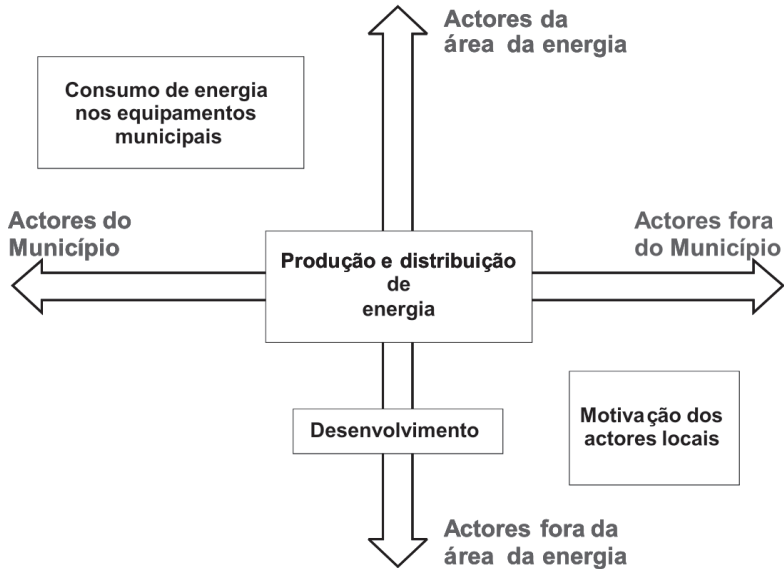 Actores da
área da energia
Consumo de energia
nos equipamentos
municipais
Actores do
Município
Actores fora
do Município
Produção e distribuição
de
energia
Motivação dos
actores locais
Desenvolvimento
Actores fora da
área da energia